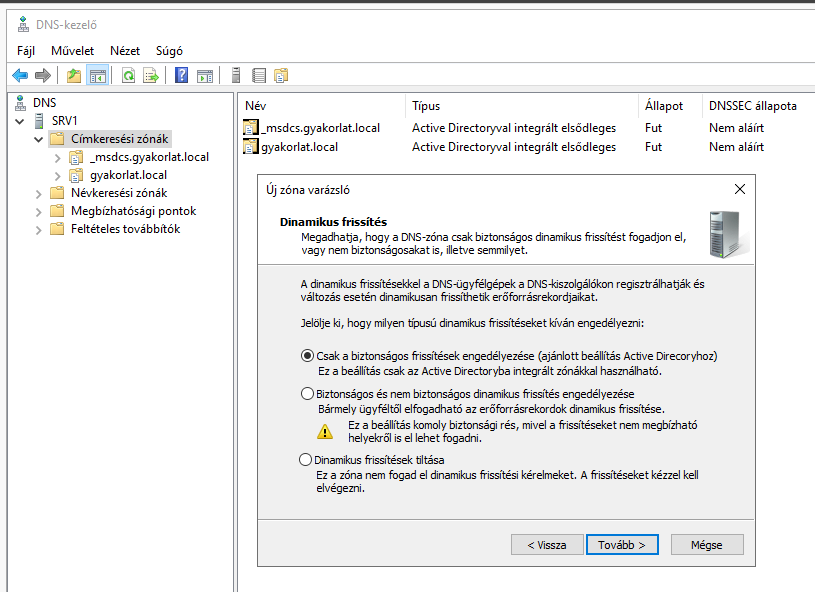 DNS-kezelő
Fájl Művelet Nézet Súgó
DNS
SRV1
Címkeresési zónák
_msdcs.gyakorlat.local
gyakorlat.local
Névkeresési zónák
Megbízhatósági pontok
Feltételes továbbítók
Név Típus Állapot DNSSEC állapota
_msdcs.gyakorlat.local Active Directoryval integrált elsődleges Fut Nem aláírt
gyakorlat.local Active Directoryval integrált elsődleges Fut Nem aláírt
Új zóna varázsló
Dinamikus frissítés
Megadhatja, hogy a DNS-zóna csak biztonságos dinamikus frissítést fogadjon el,
vagy nem biztonságosakat is, illetve semmilyet.
A dinamikus frissítésekkel a DNS-ügyfélgépek a DNS-kiszolgálókon regisztrálhatják és
változás esetén dinamikusan frissíthetik erőforrásrekordjaikat.
Jelölje ki, hogy milyen típusú dinamikus frissítéseket kíván engedélyezni:
Csak a biztonságos frissítések engedélyezése (ajánlott beállítás Active Direcoryhoz)
Ez a beállítás csak az Active Directoryba integrált zónákkal használható.
Biztonságos és nem biztonságos dinamikus frissítés engedélyezése
Bármely ügyféltől elfogadható az erőforrásrekordok dinamikus frissítése.
Ez a beállítás komoly biztonsági rés, mivel a frissítéseket nem megbízható
helyekről is el lehet fogadni.
Dinamikus frissítések tiltása
Ez a zóna nem fogad el dinamikus frissítési kérelmeket. A frissítéseket kézzel kell
elvégezni.
< Vissza Tovább > Mégse